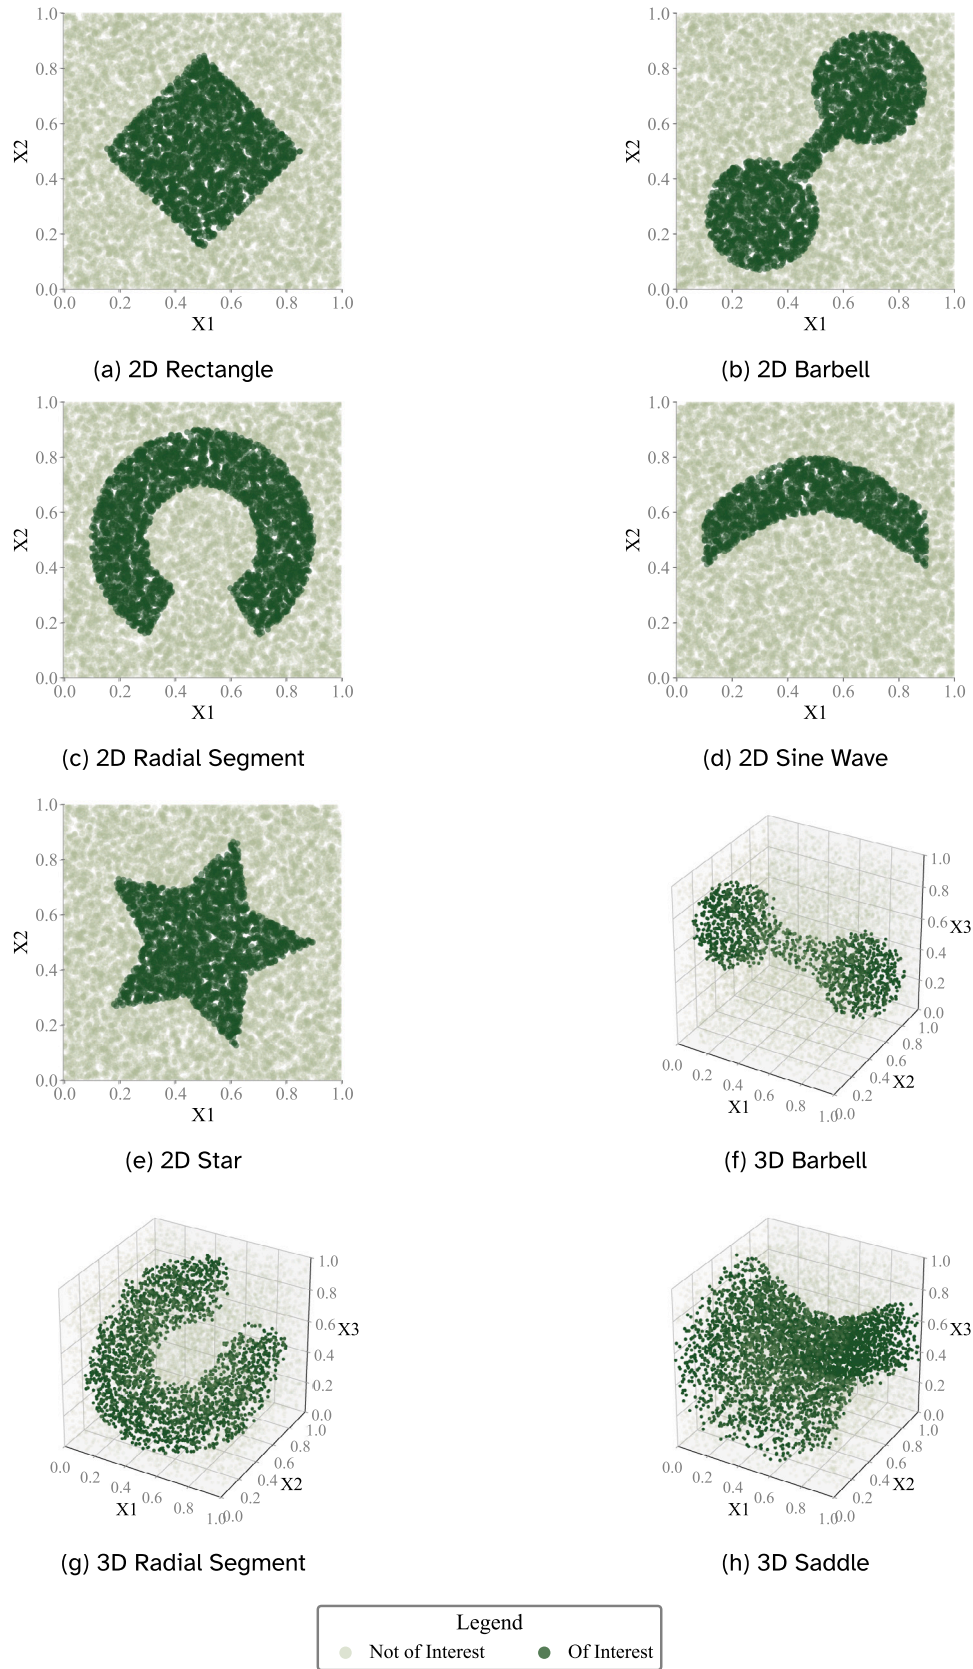 1.0
0.8
0.6
X2
0.4
0.2
0.0
0.0 0.2 0.4 0.6 0.8 1.0
X1
(a) 2D Rectangle
1.0
0.8
0.6
X2
0.4
0.2
0.0
0.0 0.2 0.4 0.6 0.8 1.0
X1
(b) 2D Barbell
1.0
0.8
0.6
X2
0.4
0.2
0.0
0.0 0.2 0.4 0.6 0.8 1.0
X1
(c) 2D Radial Segment
1.0
0.8
0.6
X2
0.4
0.2
0.0
0.0 0.2 0.4 0.6 0.8 1.0
X1
(d) 2D Sine Wave
1.0
0.8
0.6
X2
0.4
0.2
0.0
0.0 0.2 0.4 0.6 0.8 1.0
X1
(e) 2D Star
1.0
0.8
0.6
X3
0.4
0.2
0.0
1.0
0.8
0.6
0.4 X2
0.2
0.0
0.0
0.2
0.4
0.6
X1
0.8
1.0
(f) 3D Barbell
1.0
0.8
0.6
X3
0.4
0.2
0.0
1.0
0.8
0.6
0.4 X2
0.2
0.0
0.0
0.2
0.4
0.6
X1
0.8
1.0
(g) 3D Radial Segment
1.0
0.8
0.6
X3
0.4
0.2
0.0
1.0
0.8
0.6
0.4 X2
0.2
0.0
0.0
0.2
0.4
0.6
X1
0.8
1.0
(h) 3D Saddle
Legend
Not of Interest Of Interest